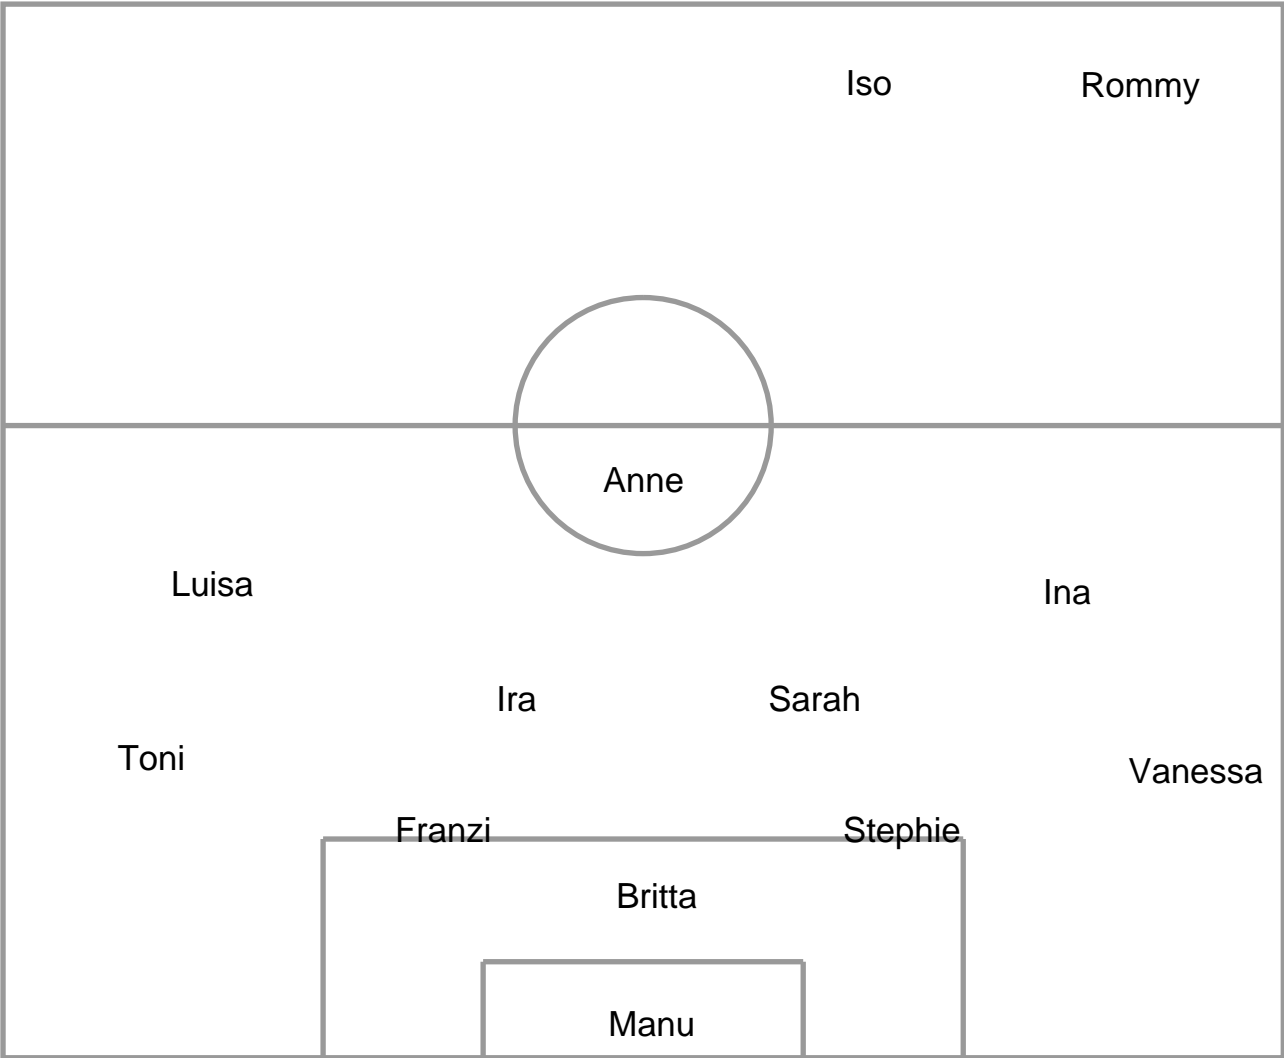 Iso Rommy
Anne
Luisa Ina
Ira Sarah
Toni Vanessa
Franzi Stephie
Britta
Manu